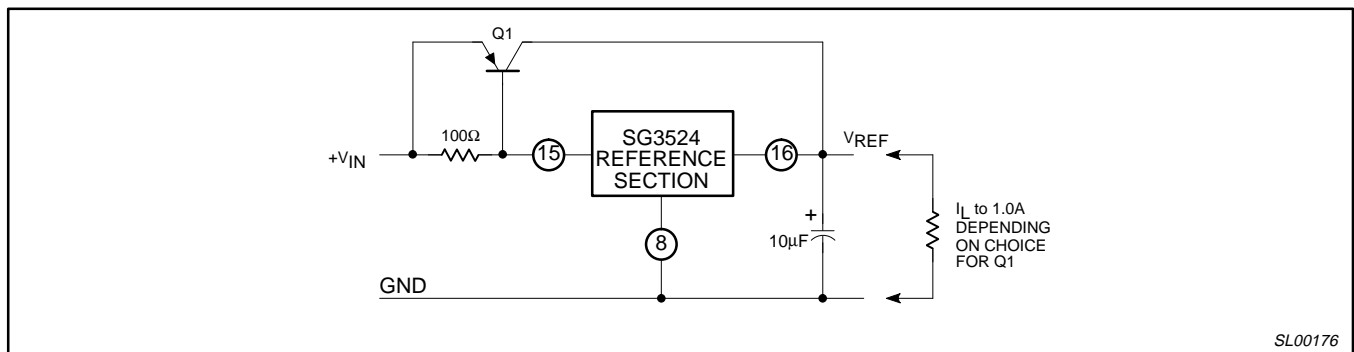 Q1
100Ω
+VIN
15
SG3524
REFERENCE
SECTION
16
VREF
8
+
10µF
IL to 1.0A
DEPENDING
ON CHOICE
FOR Q1
GND
SL00176